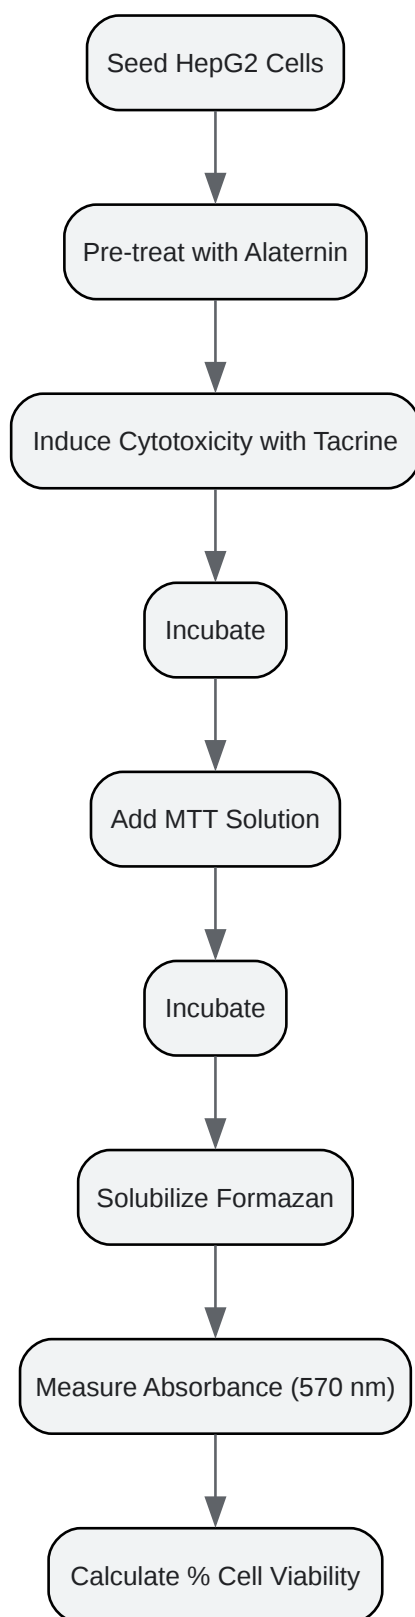 Seed HepG2 Cells
Pre-treat with Alaternin
Induce Cytotoxicity with Tacrine
Incubate
Add MTT Solution
Incubate
Solubilize Formazan
Measure Absorbance (570 nm)
Calculate % Cell Viability